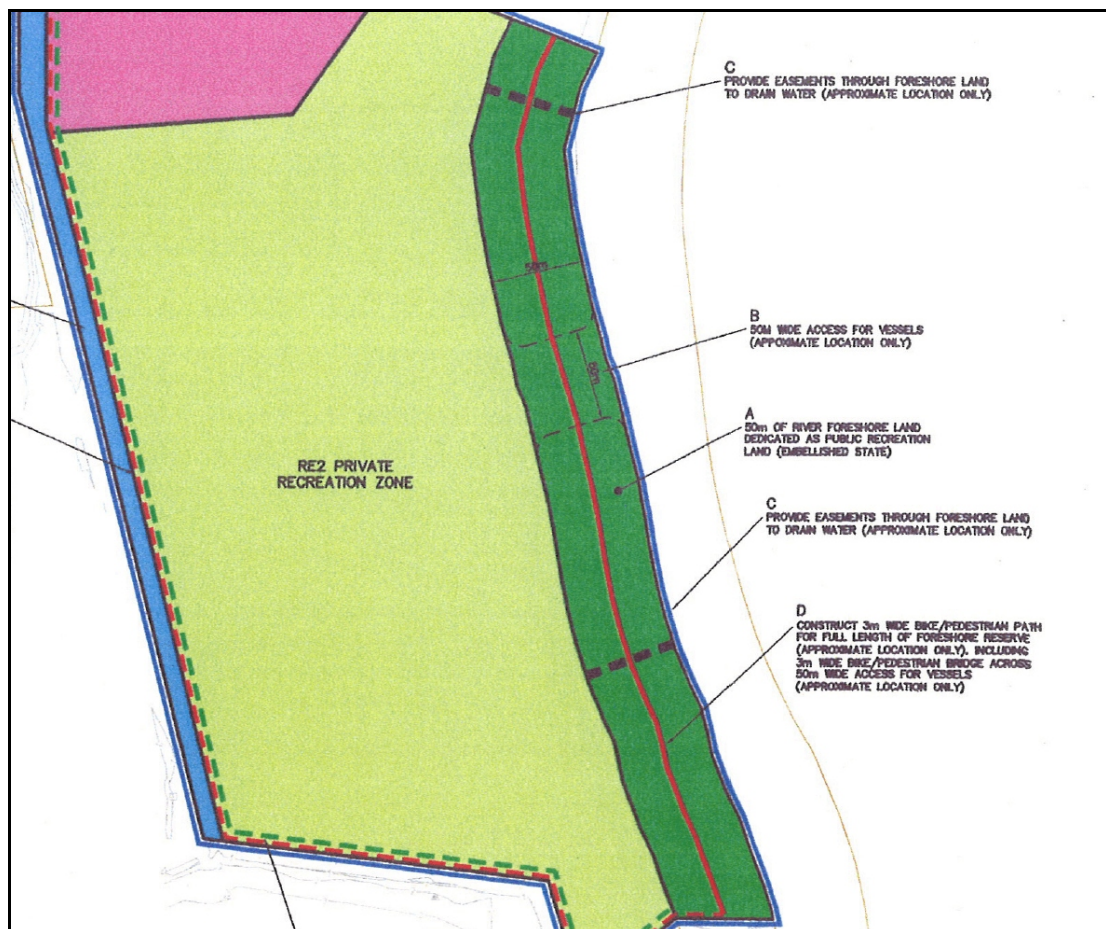 C
PROVIDE EASEMENTS THROUGH FORESHORE LAND
TO DRAIN WATER (APPROXIMATE LOCATION ONLY)
50m
B
50M WIDE ACCESS FOR VESSELS
(APPOXIMATE LOCATION ONLY)
50m
A
50m OF RIVER FORESHORE LAND
DEDICATED AS PUBLIC RECREATION
LAND (EMBELLISHED STATE)
RE2 PRIVATE
RECREATION ZONE
C
PROVIDE EASEMENTS THROUGH FORESHORE LAND
TO DRAIN WATER (APPROXIMATE LOCATION ONLY)
D
CONSTRUCT 3m WIDE BIKE/PEDESTRIAN PATH
FOR FULL LENGTH OF FORESHORE RESERVE
(APPROXIMATE LOCATION ONLY). INCLUDING
3m WIDE BIKE/PEDESTRIAN BRIDGE ACROSS
50m WIDE ACCESS FOR VESSELS
(APPROXIMATE LOCATION ONLY)